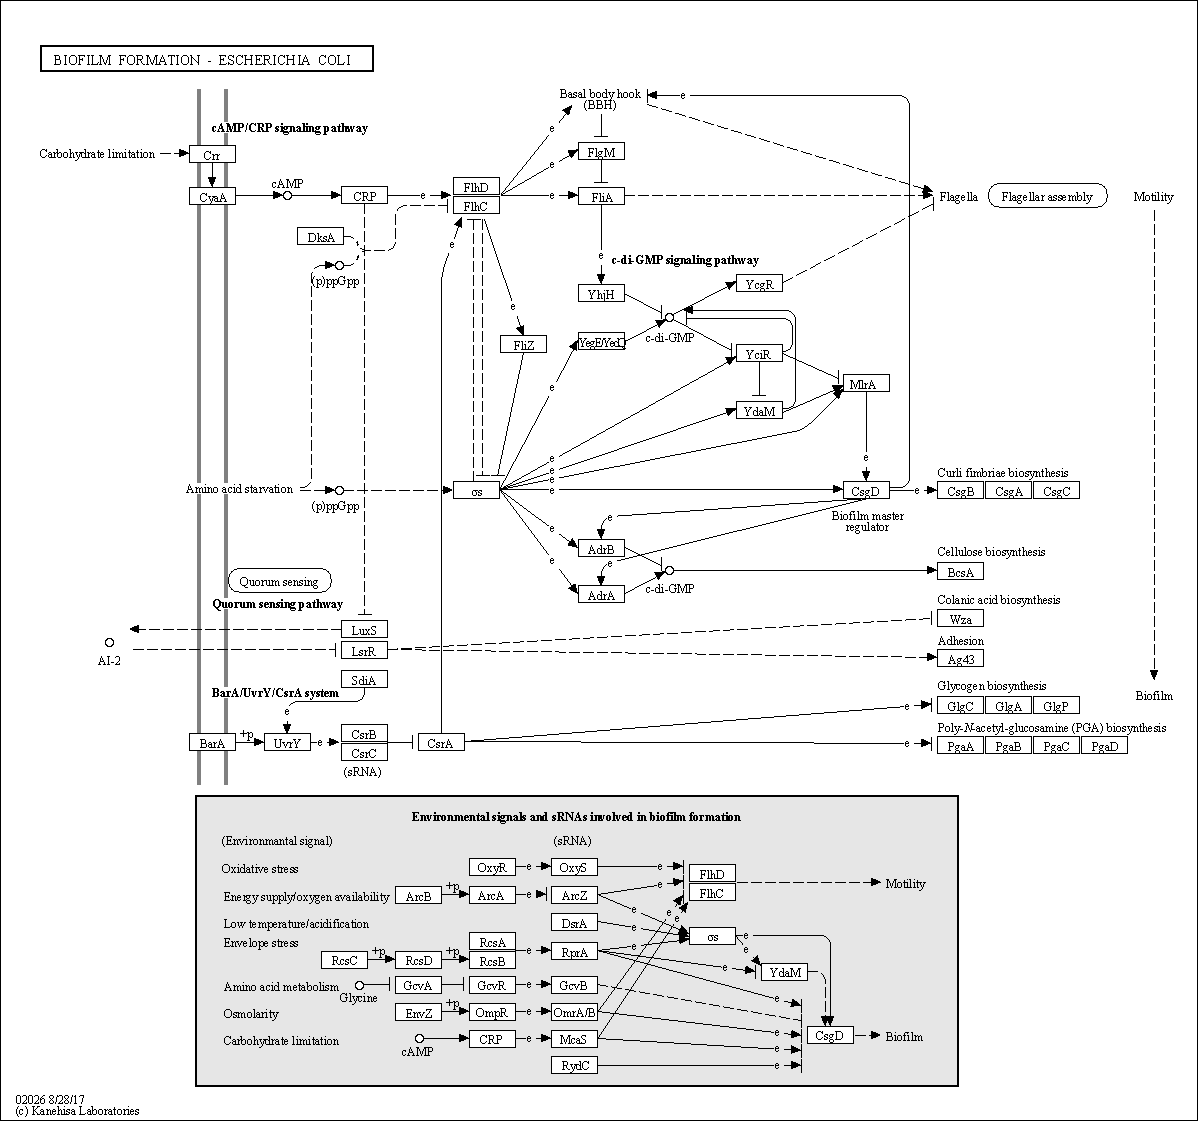 BIOFILM FORMATION - ESCHERICHIA COLI
Basal body hook
(BBH)
e
e
cAMP/CRP signaling pathway
Carbohydrate limitation
Crr
e
FlgM
cAMP
CyaA
CRP
e
FlhD
FlhC
e
FliA
Flagella
Flagellar assembly
Motility
DksA
e
(p)ppGpp
e
c-di-GMP signaling pathway
YcgR
YhjH
e
c-di-GMP
FliZ
YegE/YedQ
YciR
e
MlrA
YdaM
e
e
e
e
e
Amino acid starvation
(p)ppGpp
σs
CsgD
e
Biofilm master
regulator
Curli fimbriae biosynthesis
CsgB
CsgA
CsgC
e
e
e
e
AdrB
AdrA
c-di-GMP
Cellulose biosynthesis
BcsA
Quorum sensing
Quorum sensing pathway
LuxS
LsrR
AI-2
SdiA
Colanic acid biosynthesis
Wza
Adhesion
Ag43
Biofilm
BarA/UvrY/CsrA system
e
BarA
+p
UvrY
e
CsrB
CsrC
(sRNA)
CsrA
Glycogen biosynthesis
e
GlgC
GlgA
GlgP
Poly-N-acetyl-glucosamine (PGA) biosynthesis
e
PgaA
PgaB
PgaC
PgaD
Environmental signals and sRNAs involved in biofilm formation
(Environmantal signal)
(sRNA)
Oxidative stress
OxyR
e
OxyS
e
FlhD
FlhC
Motility
Energy supply/oxygen availability
ArcB
+p
ArcA
e
ArcZ
e
e
e
e
Low temperature/acidification
DsrA
e
σs
Envelope stress
RcsC
+p
RcsD
+p
RcsA
RcsB
e
RprA
e
e
e
e
YdaM
Amino acid metabolism
Glycine
GcvA
GcvR
GcvB
Osmolarity
EnvZ
+p
OmpR
e
OmrA/B
e
e
Carbohydrate limitation
cAMP
CRP
e
McaS
e
CsgD
Biofilm
RydC
e
02026 8/28/17
(c) Kanehisa Laboratories